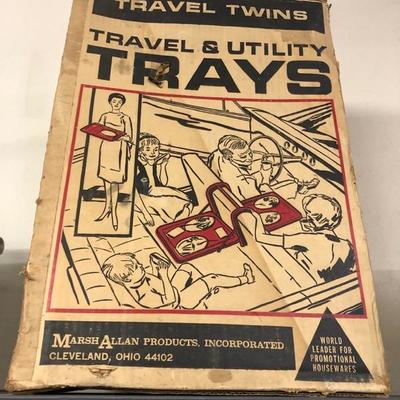 TRAVEL TWINS
TRAVEL & UTILITY
TRAYS
MARSH ALLAN PRODUCTS, INCORPORATED
CLEVELAND, OHIO 44102
WORLD
LEADER FOR
PROMOTIONAL
HOUSEWARES